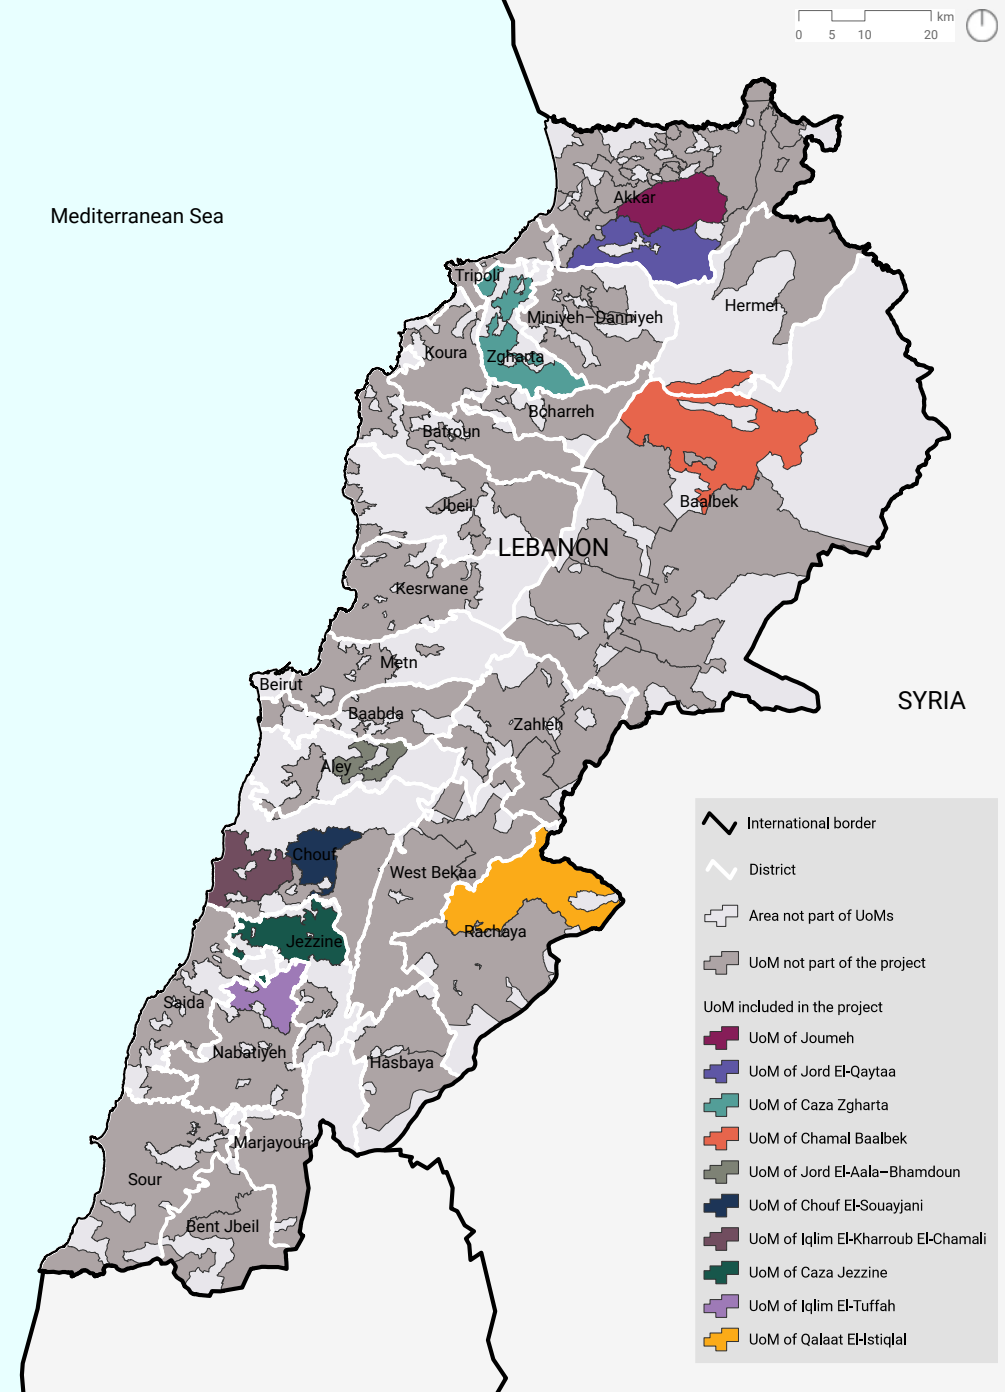 km
0 5 10 20
Mediterranean Sea
Akkar
Tripoli
Hermel
Miniyeh–Danniyeh
Koura
Zgharta
Bcharreh
Batroun
Baalbek
Jbeil
LEBANON
Kesrwane
Metn
Beirut
SYRIA
Baabda
Zahleh
Aley
Chouf
West Bekaa
Rachaya
Jezzine
Saida
Nabatiyeh
Hasbaya
Marjayoun
Sour
Bent Jbeil
International border
District
Area not part of UoMs
UoM not part of the project
UoM included in the project
UoM of Joumeh
UoM of Jord El-Qaytaa
UoM of Caza Zgharta
UoM of Chamal Baalbek
UoM of Jord El-Aala–Bhamdoun
UoM of Chouf El-Souayjani
UoM of Iqlim El-Kharroub El-Chamali
UoM of Caza Jezzine
UoM of Iqlim El-Tuffah
UoM of Qalaat El-Istiqlal